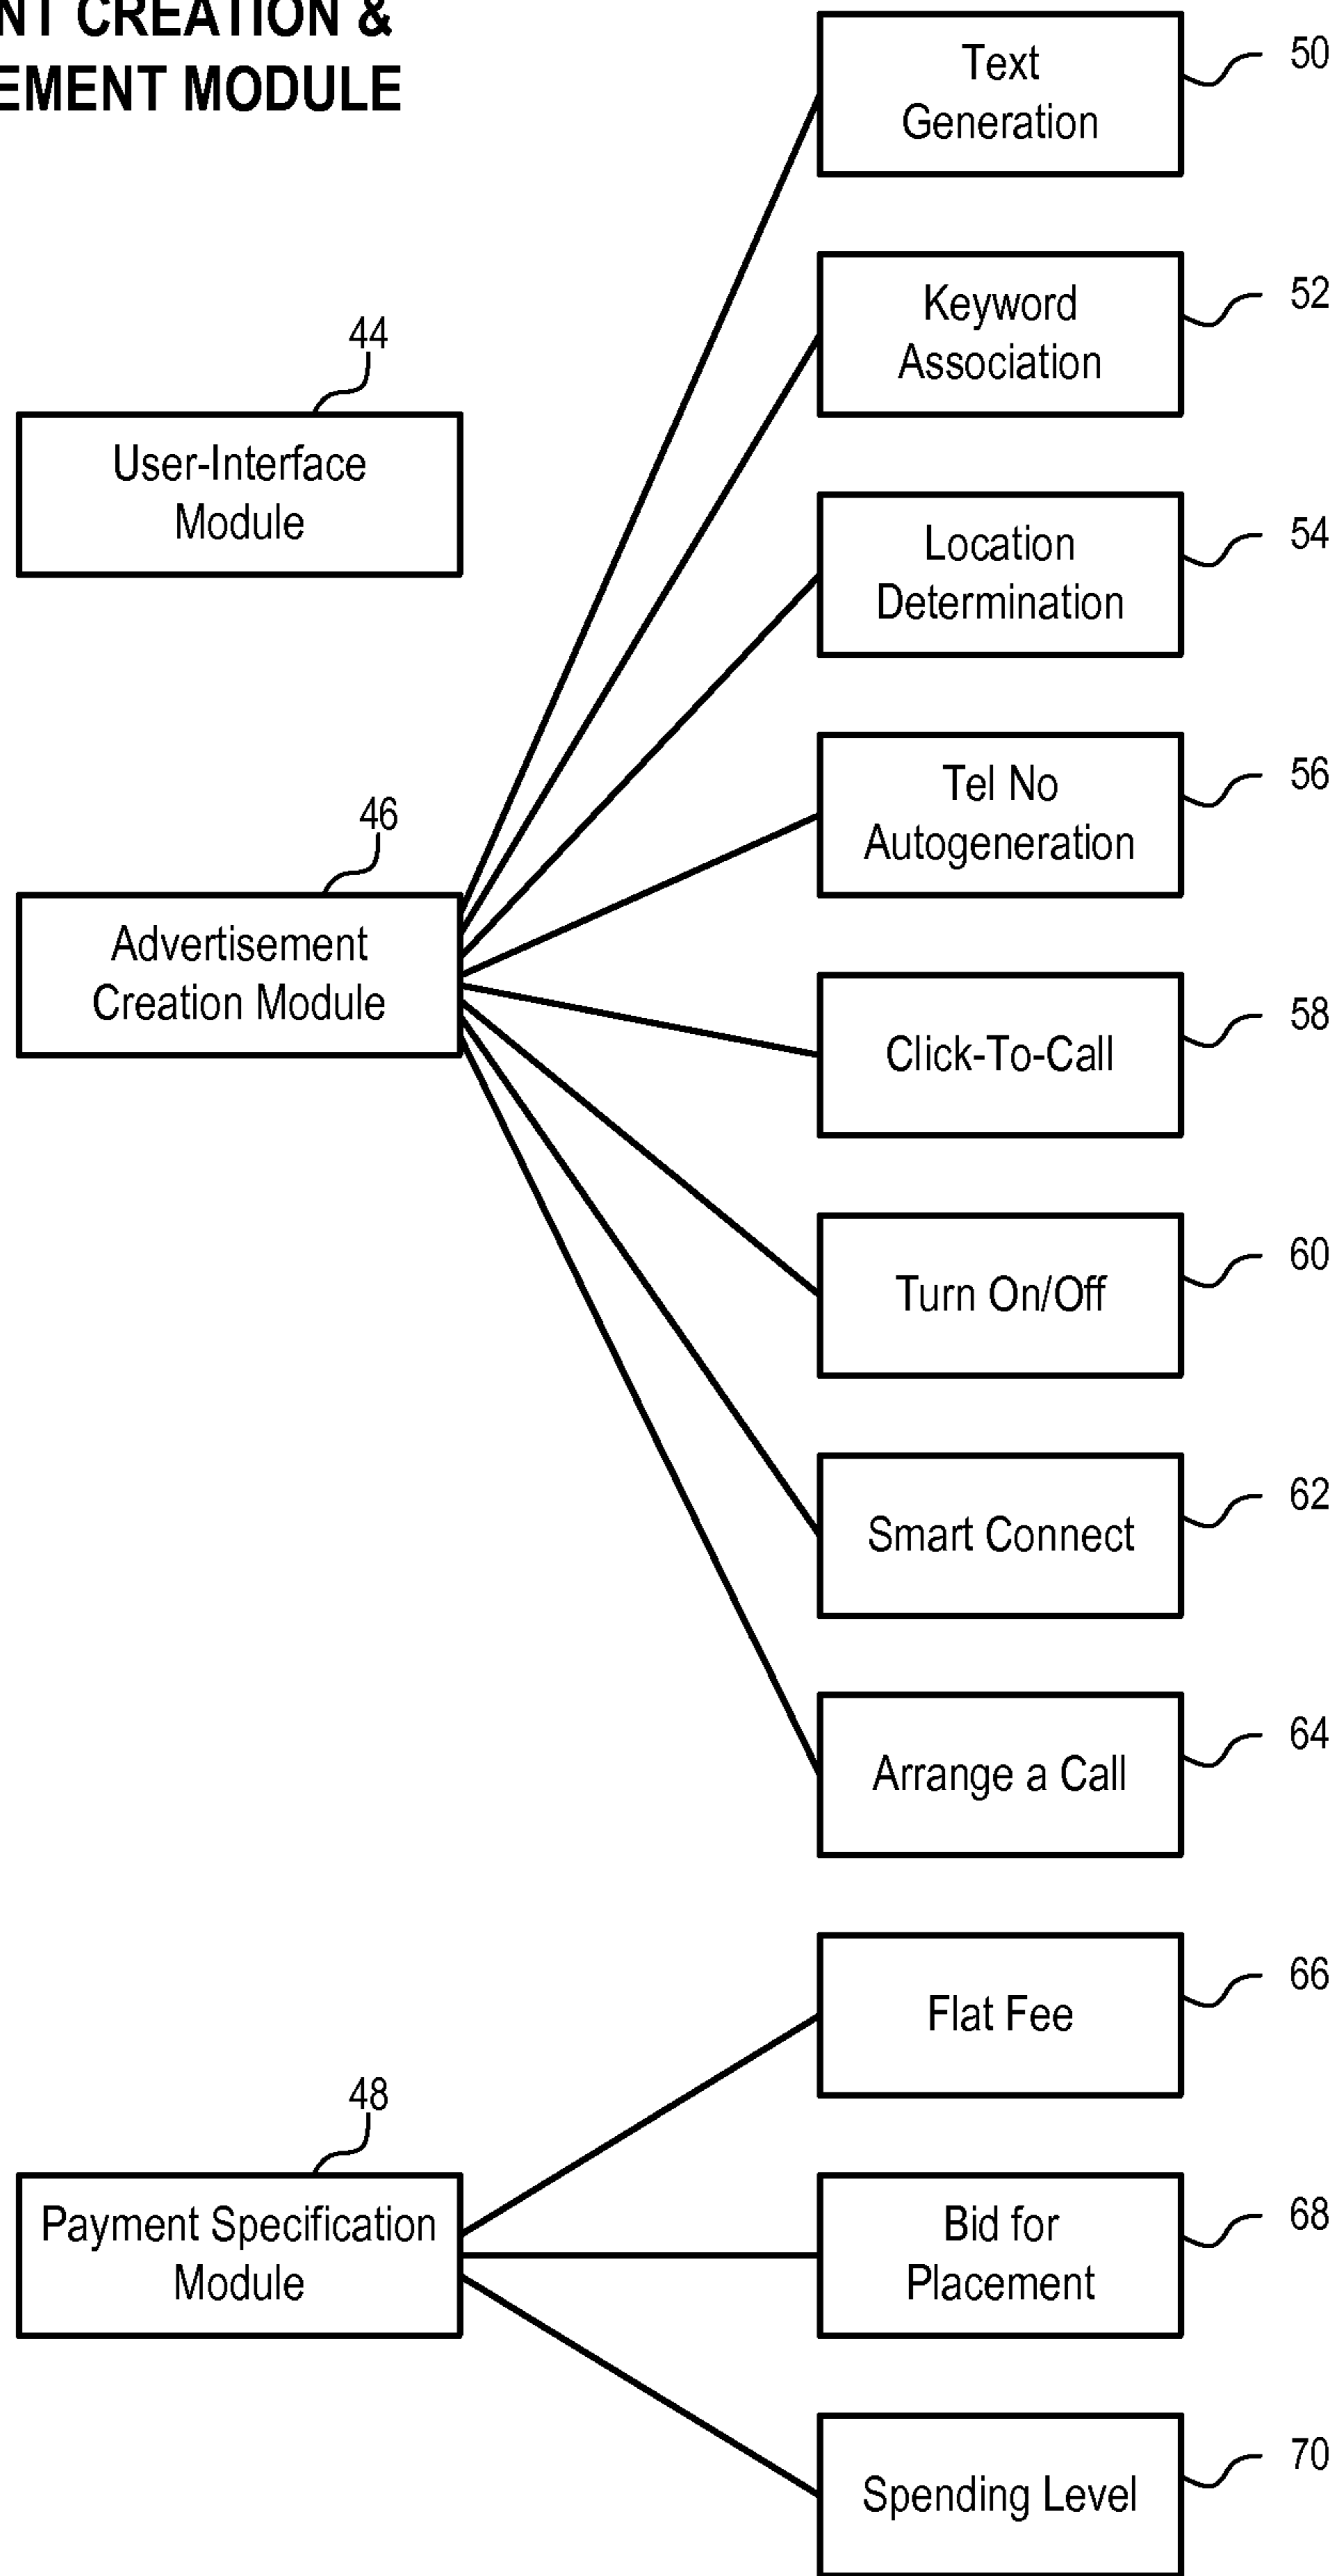 CREATION &
MODULE
Text
Generation
50
Keyword
Association
52
44
User-Interface
Module
Location
Determination
54
Tel No
Autogeneration
56
46
Advertisement
Creation Module
Click-To-Call
58
Turn On/Off
60
Smart Connect
62
Arrange a Call
64
Flat Fee
66
48
Payment Specification
Module
Bid for
Placement
68
Spending Level
70